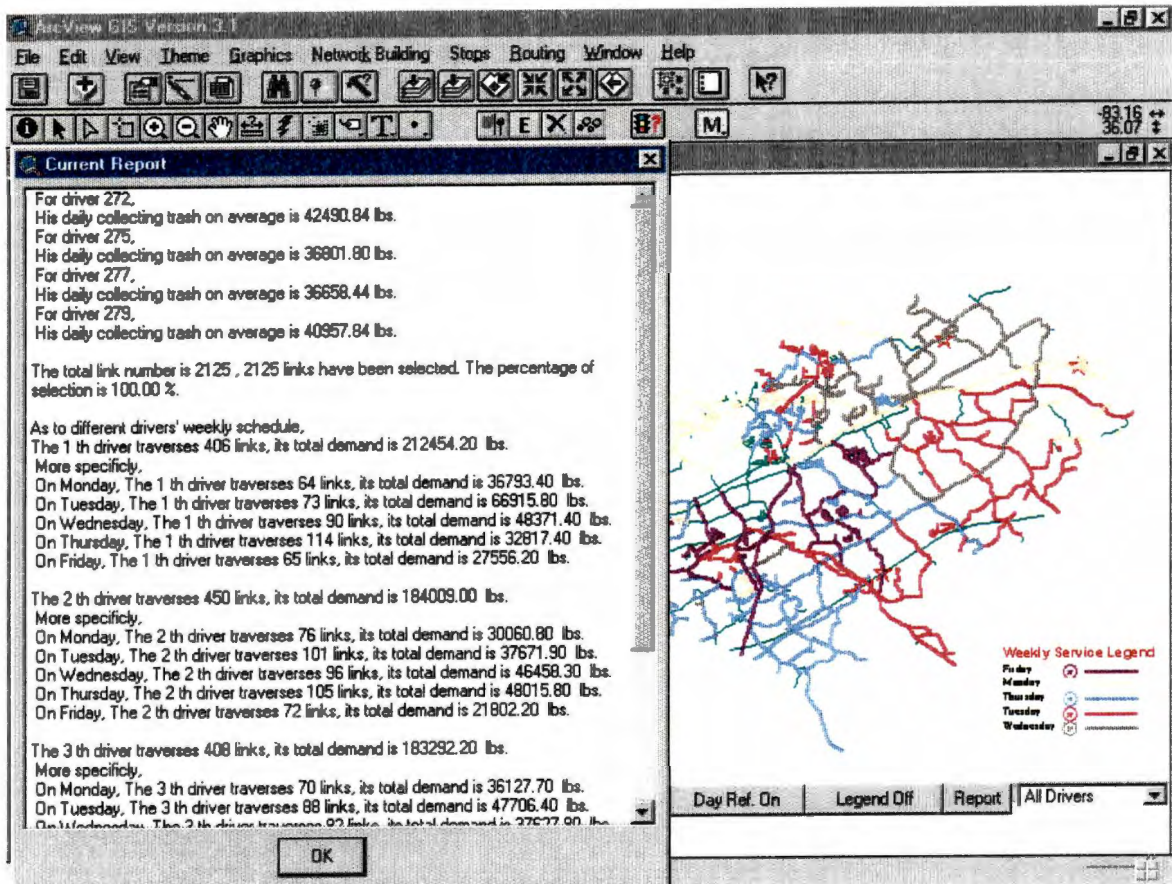 ArcView GIS Version 3.1
File Edit View Theme Graphics Network Building Stops Routing Window Help
E
T
M
-83.16
36.07
Current Report
For driver 272,
His daily collecting trash on average is 42490.84 lbs.
For driver 275,
His daily collecting trash on average is 36801.80 lbs.
For driver 277,
His daily collecting trash on average is 36658.44 lbs.
For driver 279,
His daily collecting trash on average is 40957.84 lbs.
The total link number is 2125 , 2125 links have been selected. The percentage of
selection is 100.00 %.
As to different drivers' weekly schedule,
The 1 th driver traverses 406 links, its total demand is 212454.20 lbs.
More specificly,
On Monday, The 1 th driver traverses 64 links, its total demand is 36793.40 lbs.
On Tuesday, The 1 th driver traverses 73 links, its total demand is 66915.80 lbs.
On Wednesday, The 1 th driver traverses 90 links, its total demand is 48371.40 lbs.
On Thursday, The 1 th driver traverses 114 links, its total demand is 32817.40 lbs.
On Friday, The 1 th driver traverses 65 links, its total demand is 27556.20 lbs.
The 2 th driver traverses 450 links, its total demand is 184009.00 lbs.
More specificly,
On Monday, The 2 th driver traverses 76 links, its total demand is 30060.80 lbs.
On Tuesday, The 2 th driver traverses 101 links, its total demand is 37671.90 lbs.
On Wednesday, The 2 th driver traverses 96 links, its total demand is 46458.30 lbs.
On Thursday, The 2 th driver traverses 105 links, its total demand is 48015.80 lbs.
On Friday, The 2 th driver traverses 72 links, its total demand is 21802.20 lbs.
The 3 th driver traverses 408 links, its total demand is 183292.20 lbs.
More specificly,
On Monday, The 3 th driver traverses 70 links, its total demand is 36127.70 lbs.
On Tuesday, The 3 th driver traverses 88 links, its total demand is 47706.40 lbs.
On Wednesday, The 3 th driver traverses 82 links, its total demand is 37627.90 lbs.
OK
Weekly Service Legend
Friday
Monday
Thursday
Tuesday
Wednesday
Day Ref. On Legend Off Report All Drivers